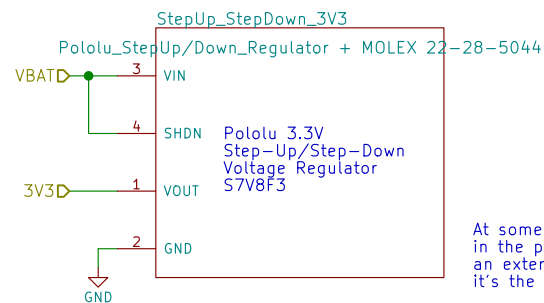 StepUp_StepDown_3V3
Pololu_StepUp/Down_Regulator + MOLEX 22-28-5044
VBAT 3 VIN
4 SHDN
Pololu 3.3V
Step-Up/Step-Down
Voltage Regulator
S7V8F3
3V3 1 VOUT
2 GND
GND
At some
in the p
an exter
it's the